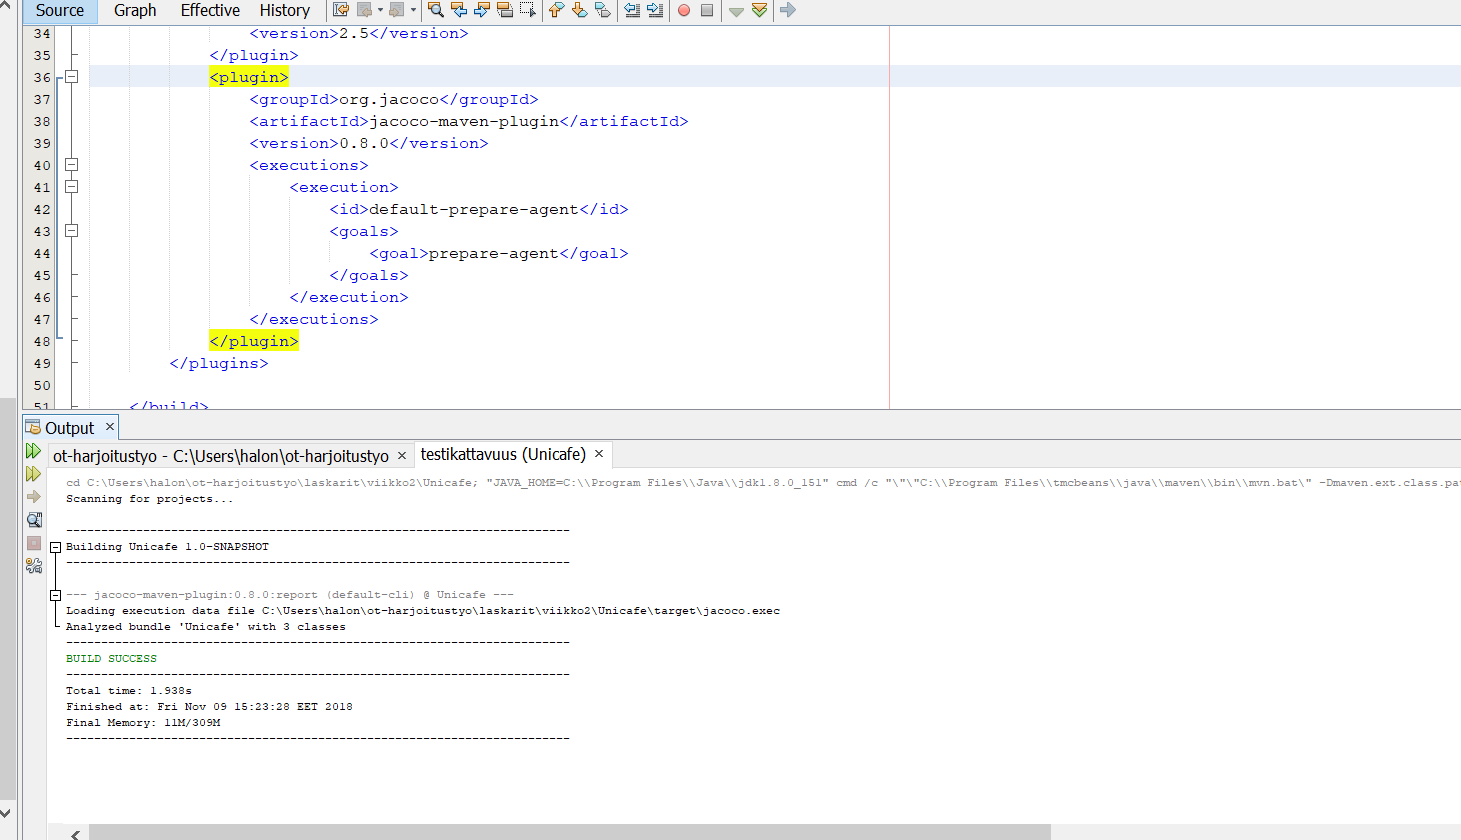 Source Graph Effective History
34 <version>2.5</version>
35 </plugin>
36 <plugin>
37 <groupId>org.jacoco</groupId>
38 <artifactId>jacoco-maven-plugin</artifactId>
39 <version>0.8.0</version>
40 <executions>
41 <execution>
42 <id>default-prepare-agent</id>
43 <goals>
44 <goal>prepare-agent</goal>
45 </goals>
46 </execution>
47 </executions>
48 </plugin>
49 </plugins>
50
51 </build>
Output ×
ot-harjoitustyo - C:\Users\halon\ot-harjoitustyo × testikattavuus (Unicafe) ×
cd C:\Users\halon\ot-harjoitustyo\laskarit\viikko2\Unicafe; "JAVA_HOME=C:\\Program Files\\Java\\jdk1.8.0_151" cmd /c "\"\"C:\\Program Files\\tmcbeans\\java\\maven\\bin\\mvn.bat\" -Dmaven.ext.class.pa
Scanning for projects...
------------------------------------------------------------------------
Building Unicafe 1.0-SNAPSHOT
------------------------------------------------------------------------
--- jacoco-maven-plugin:0.8.0:report (default-cli) @ Unicafe ---
Loading execution data file C:\Users\halon\ot-harjoitustyo\laskarit\viikko2\Unicafe\target\jacoco.exec
Analyzed bundle 'Unicafe' with 3 classes
------------------------------------------------------------------------
BUILD SUCCESS
------------------------------------------------------------------------
Total time: 1.938s
Finished at: Fri Nov 09 15:23:28 EET 2018
Final Memory: 11M/309M
------------------------------------------------------------------------